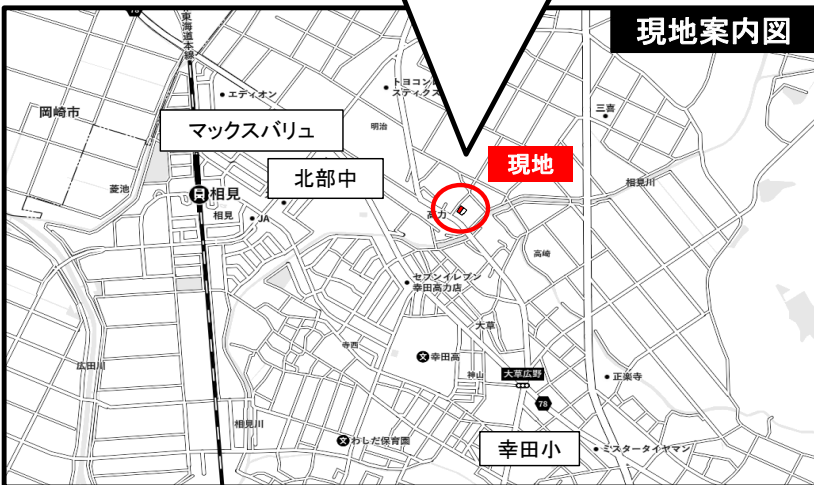 現地案内図
東海道本線
エディオン
トヨコンロ
スティクス
三喜
岡崎市
マックスバリュ
明治
北部中
現地
菱池
相見
相見
JA
相見川
高力
高崎
セブンイレブン
幸田高力店
大草
寺西
広田川
幸田高
神山
大草広野
正楽寺
78
相見川
わしだ保育園
幸田小
ミスタータイヤマン